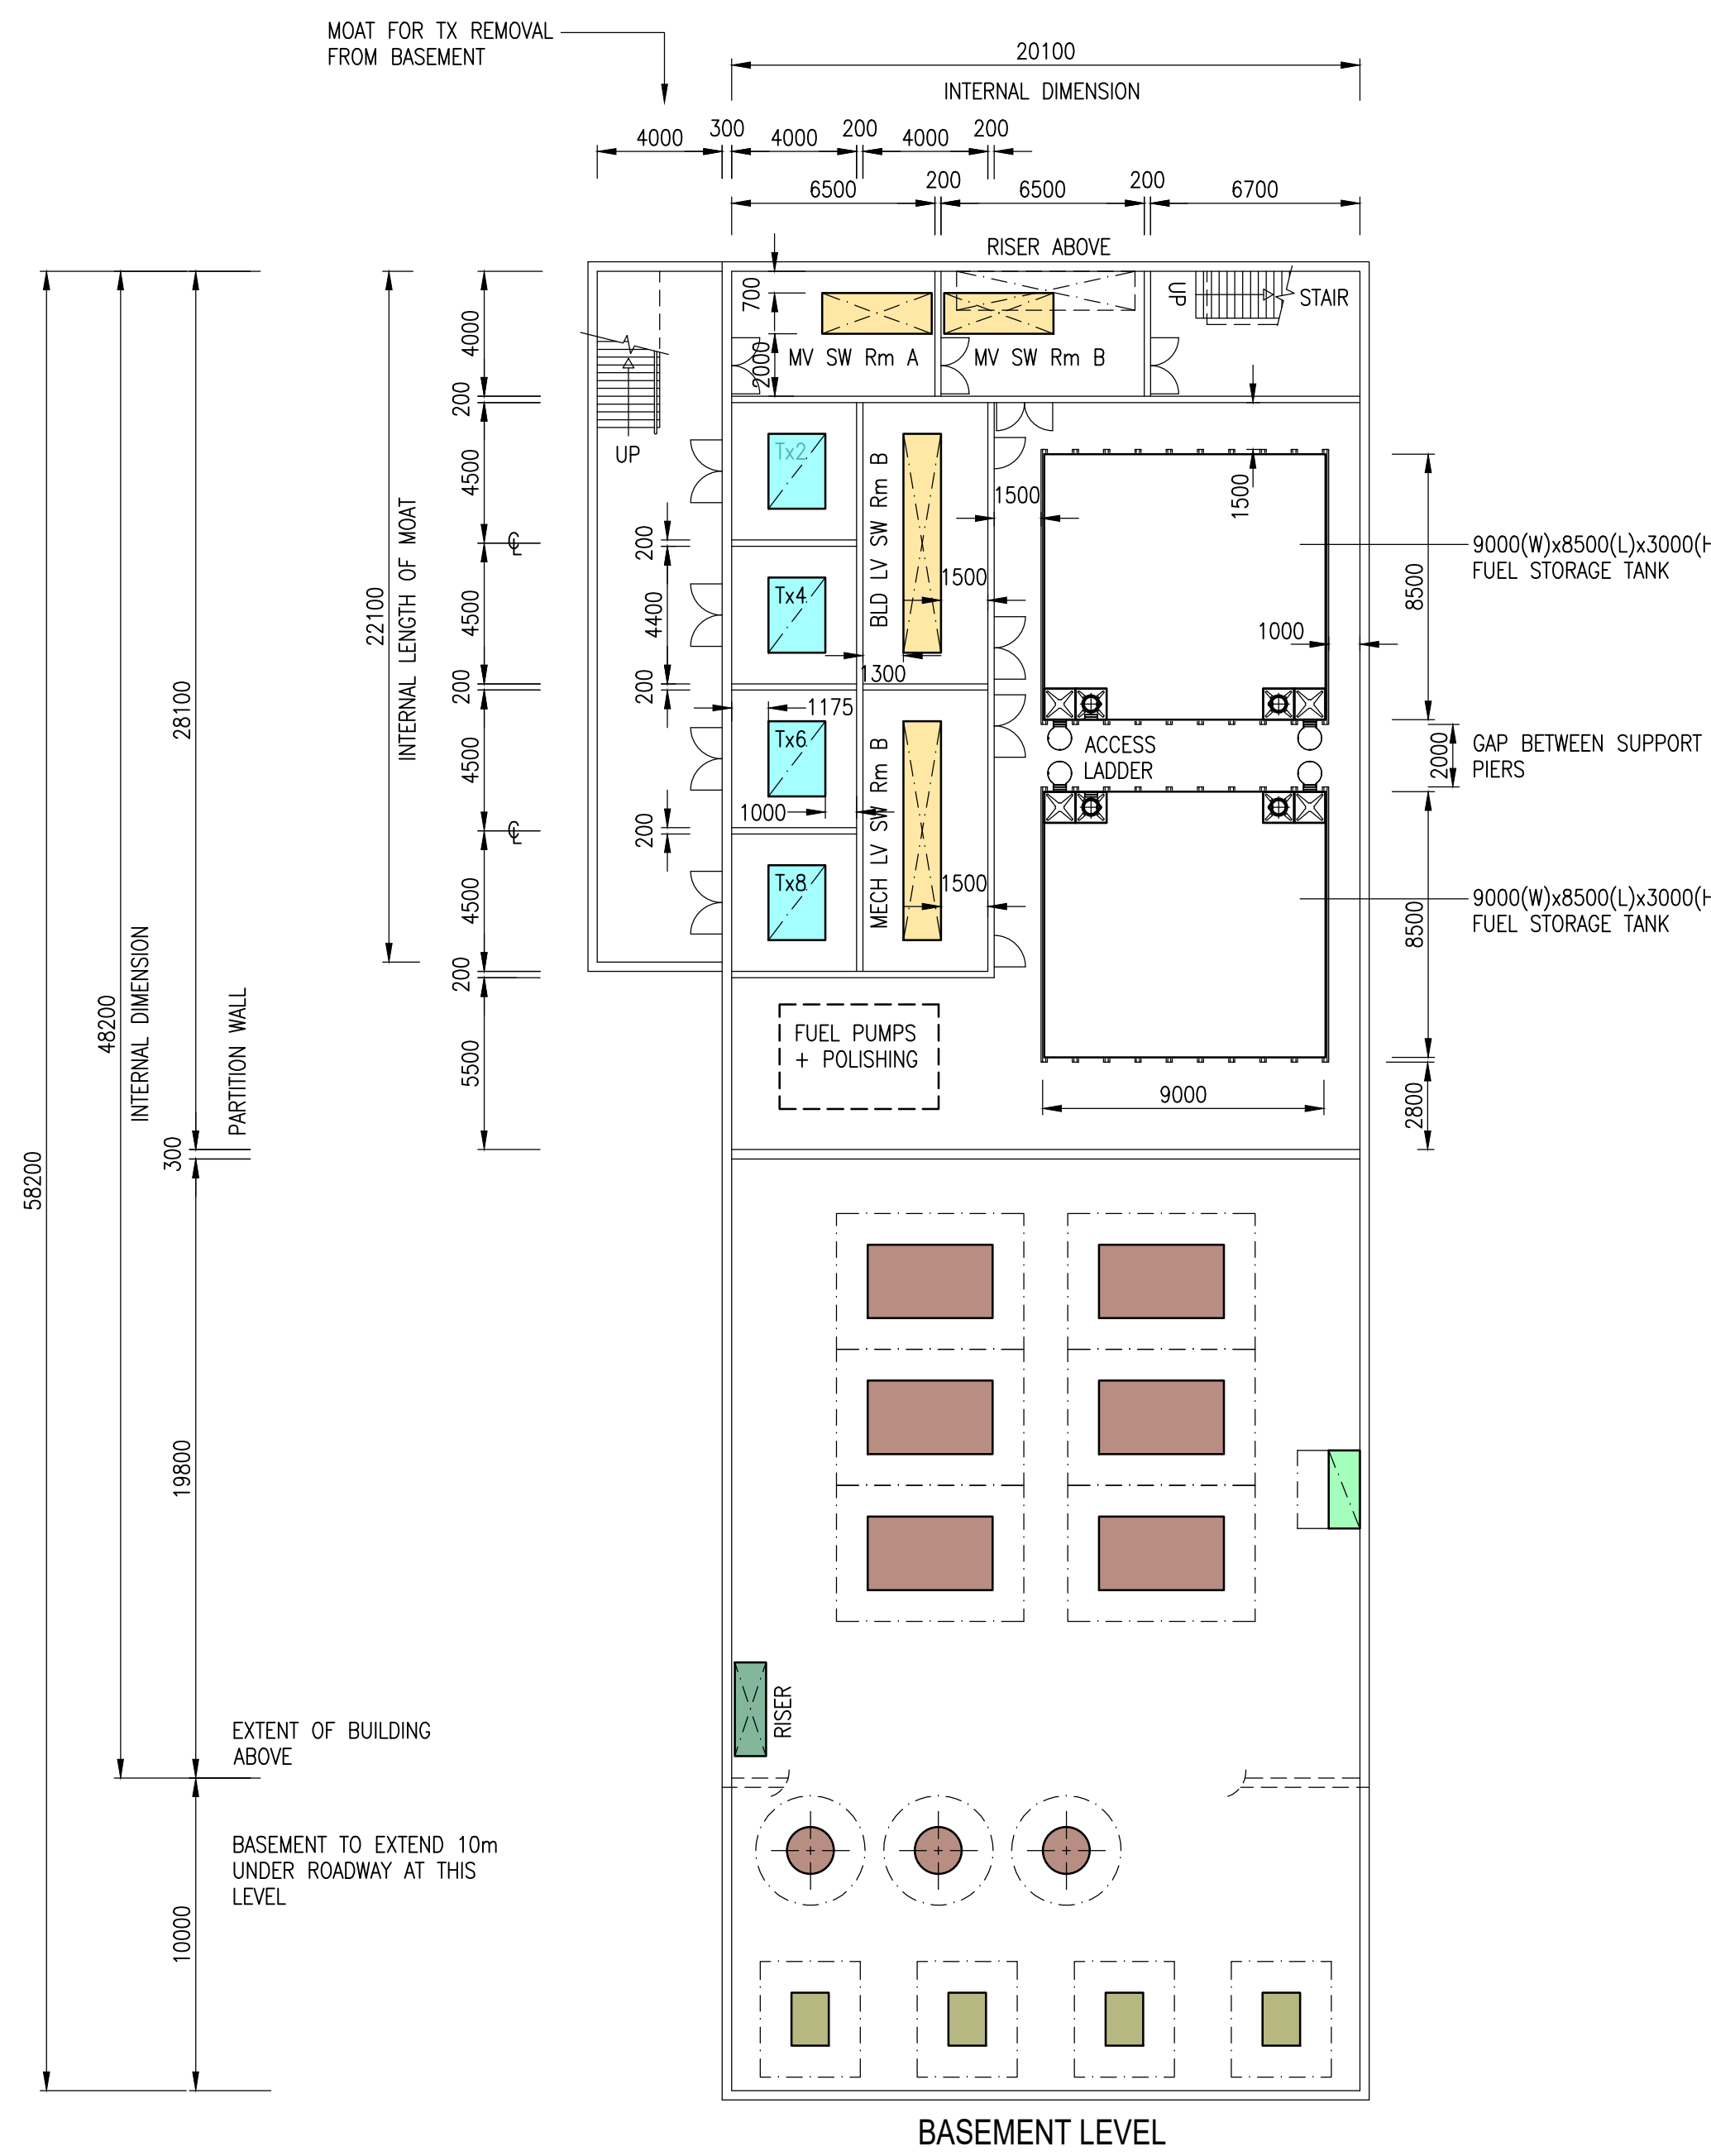 MOAT FOR TX REMOVAL
FROM BASEMENT
20100
INTERNAL DIMENSION
4000
300
4000
200
4000
200
6500
200
6500
200
6700
RISER ABOVE
700
2000
MV SW Rm A
MV SW Rm B
UP
STAIR
UP
4000
200
4500
4500
200
4500
4500
200
5500
22100
INTERNAL LENGTH OF MOAT
28100
48200
INTERNAL DIMENSION
PARTITION WALL
300
58200
200
4400
200
200
Tx2
Tx4
Tx6
Tx8
BLD LV SW Rm B
MECH LV SW Rm B
1500
1300
1175
1000
1500
1500
1500
8500
1000
9000(W)x8500(L)x3000(H
FUEL STORAGE TANK
ACCESS
LADDER
2000
GAP BETWEEN SUPPORT
PIERS
9000(W)x8500(L)x3000(H
FUEL STORAGE TANK
8500
9000
2800
FUEL PUMPS
+ POLISHING
19800
RISER
EXTENT OF BUILDING
ABOVE
BASEMENT TO EXTEND 10m
UNDER ROADWAY AT THIS
LEVEL
10000
BASEMENT LEVEL